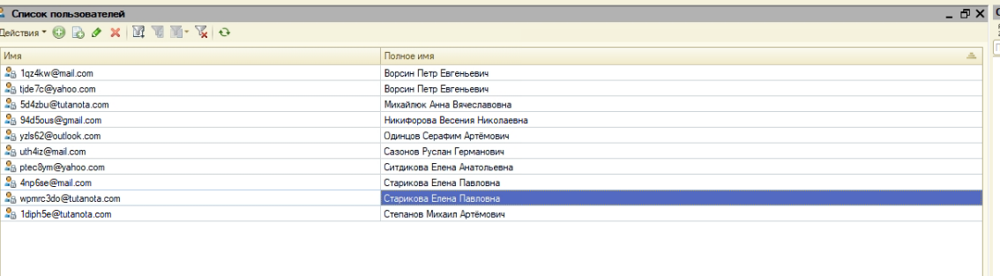 Список пользователей
Действия
Имя Полное имя
1qz4kw@mail.com Ворсин Петр Евгеньевич
tjde7c@yahoo.com Ворсин Петр Евгеньевич
5d4zbu@tutanota.com Михайлюк Анна Вячеславовна
94d5ous@gmail.com Никифорова Весения Николаевна
yzls62@outlook.com Одинцов Серафим Артёмович
uth4iz@mail.com Сазонов Руслан Германович
ptec8ym@yahoo.com Ситдикова Елена Анатольевна
4np6se@mail.com Старикова Елена Павловна
wpmrc3do@tutanota.com Старикова Елена Павловна
1diph5e@tutanota.com Степанов Михаил Артёмович